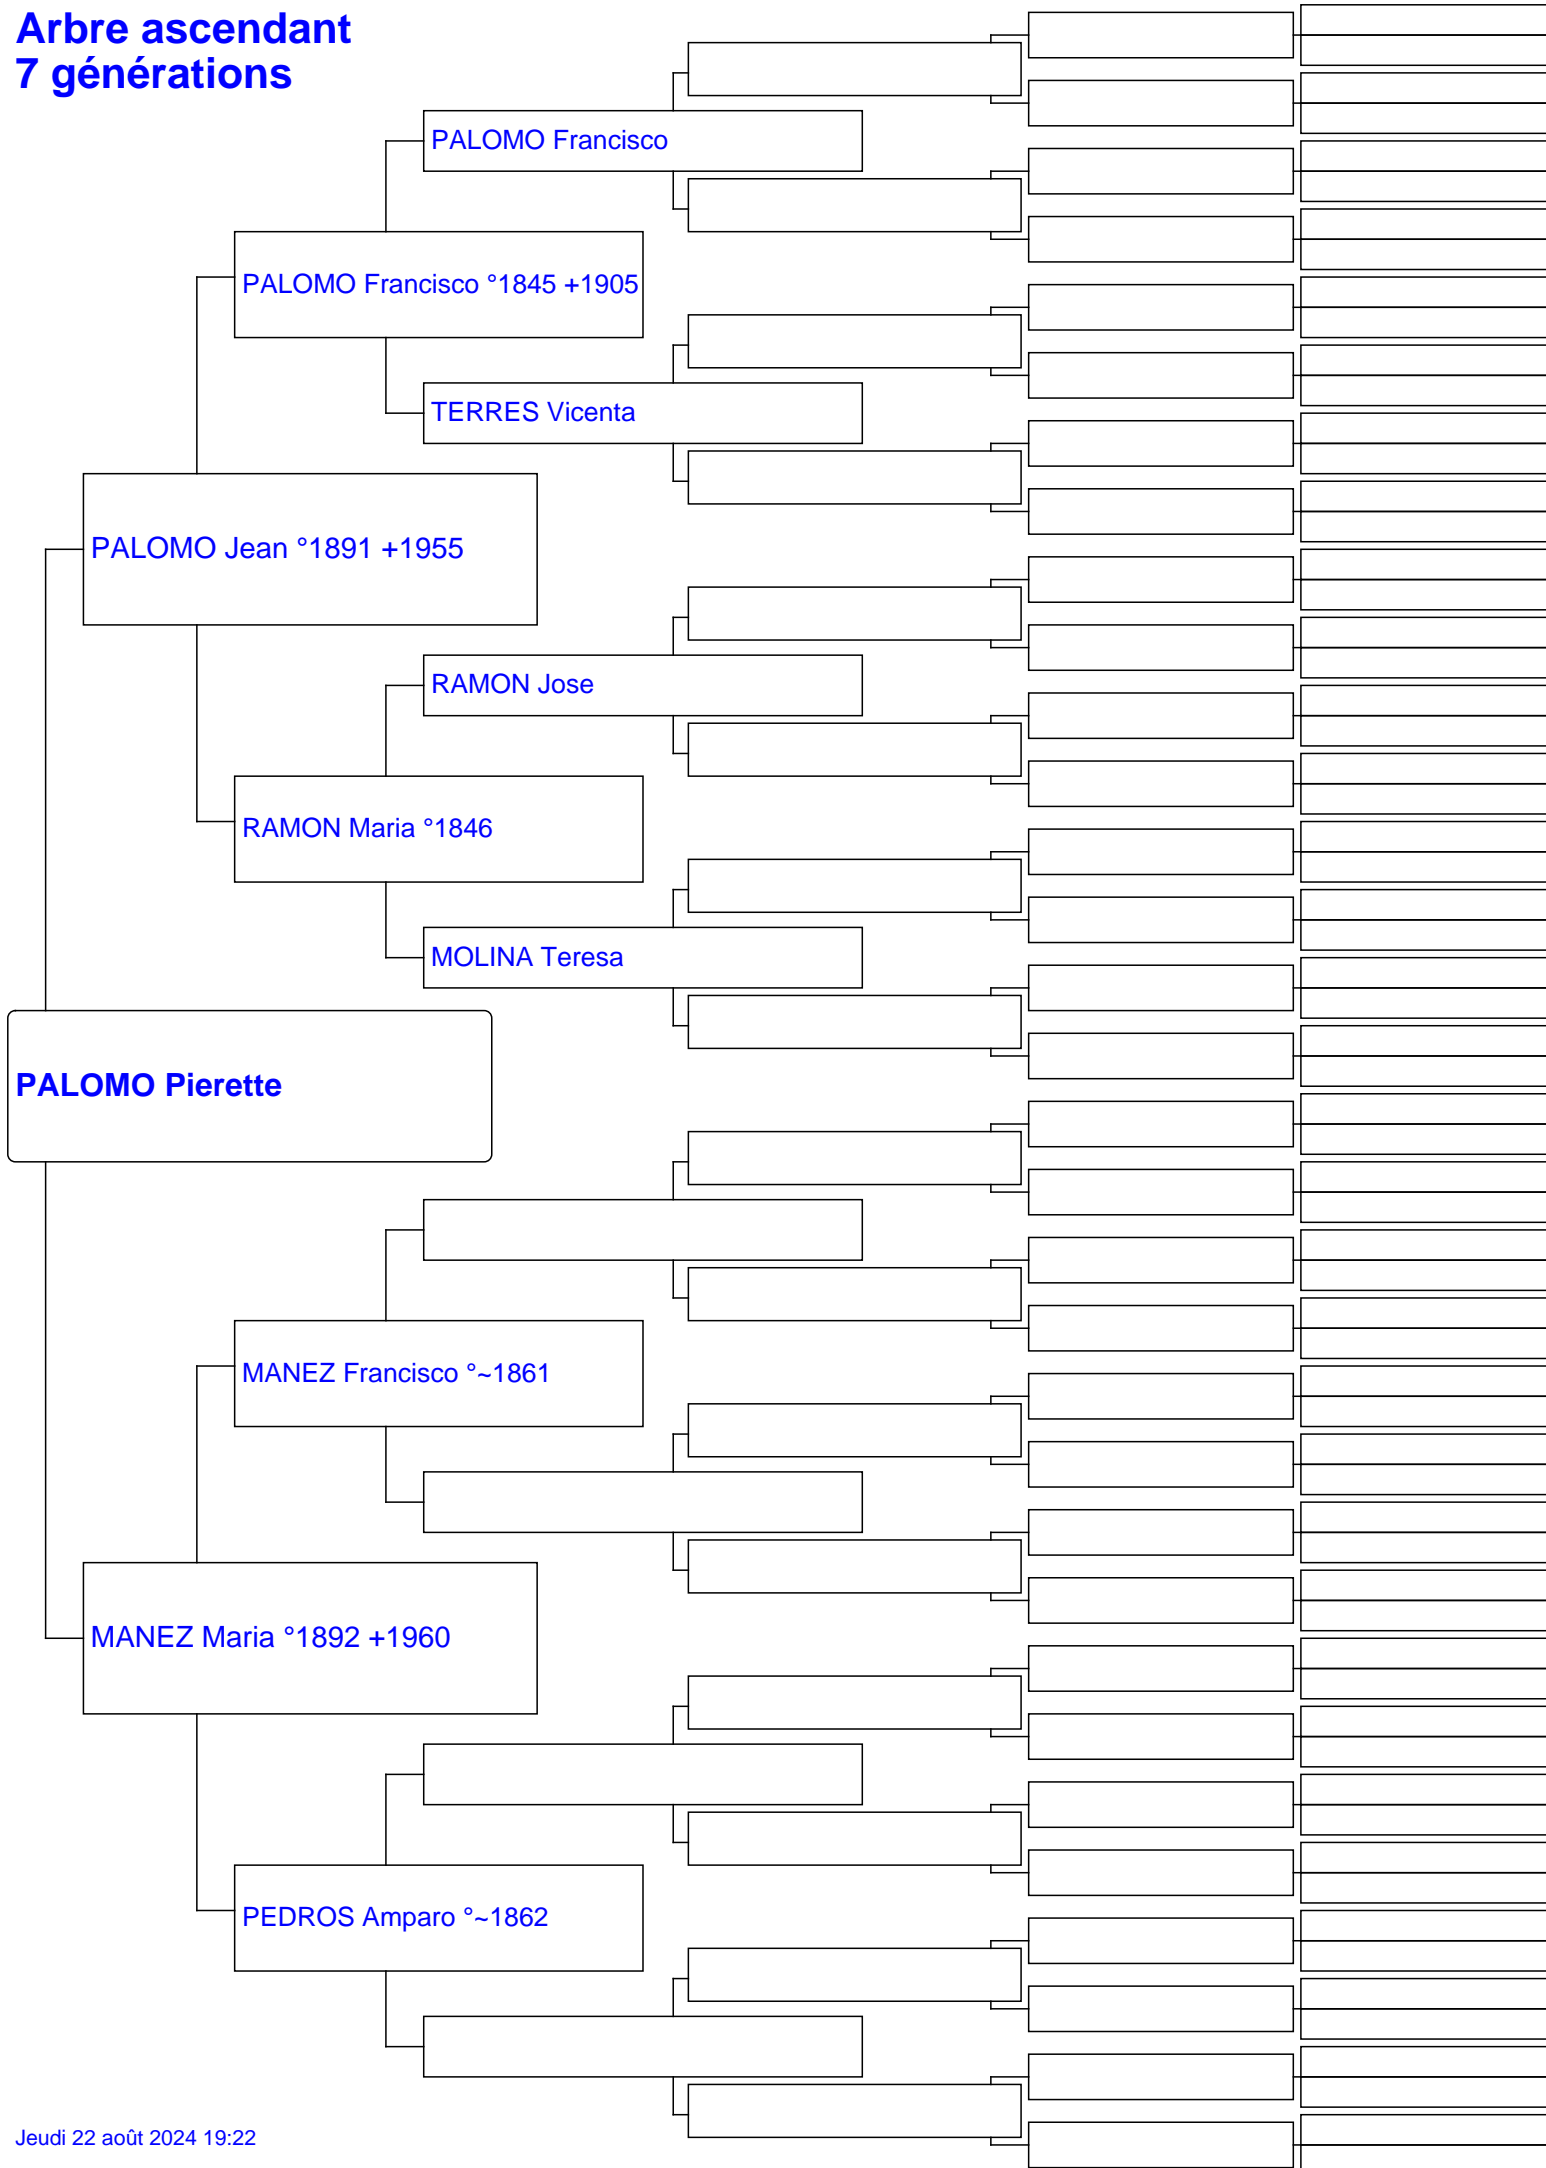 Arbre ascendant
7 générations
PALOMO Francisco
PALOMO Francisco °1845 +1905
TERRES Vicenta
PALOMO Jean °1891 +1955
RAMON Jose
RAMON Maria °1846
MOLINA Teresa
PALOMO Pierette
MANEZ Francisco °~1861
MANEZ Maria °1892 +1960
PEDROS Amparo °~1862
Jeudi 22 août 2024 19:22